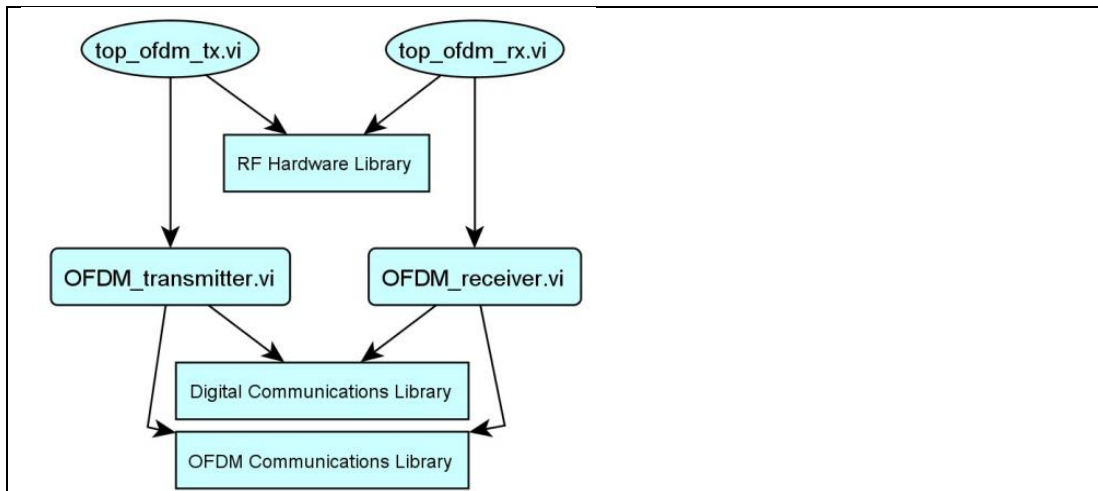 top_ofdm_tx.vi
top_ofdm_rx.vi
RF Hardware Library
OFDM_transmitter.vi
OFDM_receiver.vi
Digital Communications Library
OFDM Communications Library